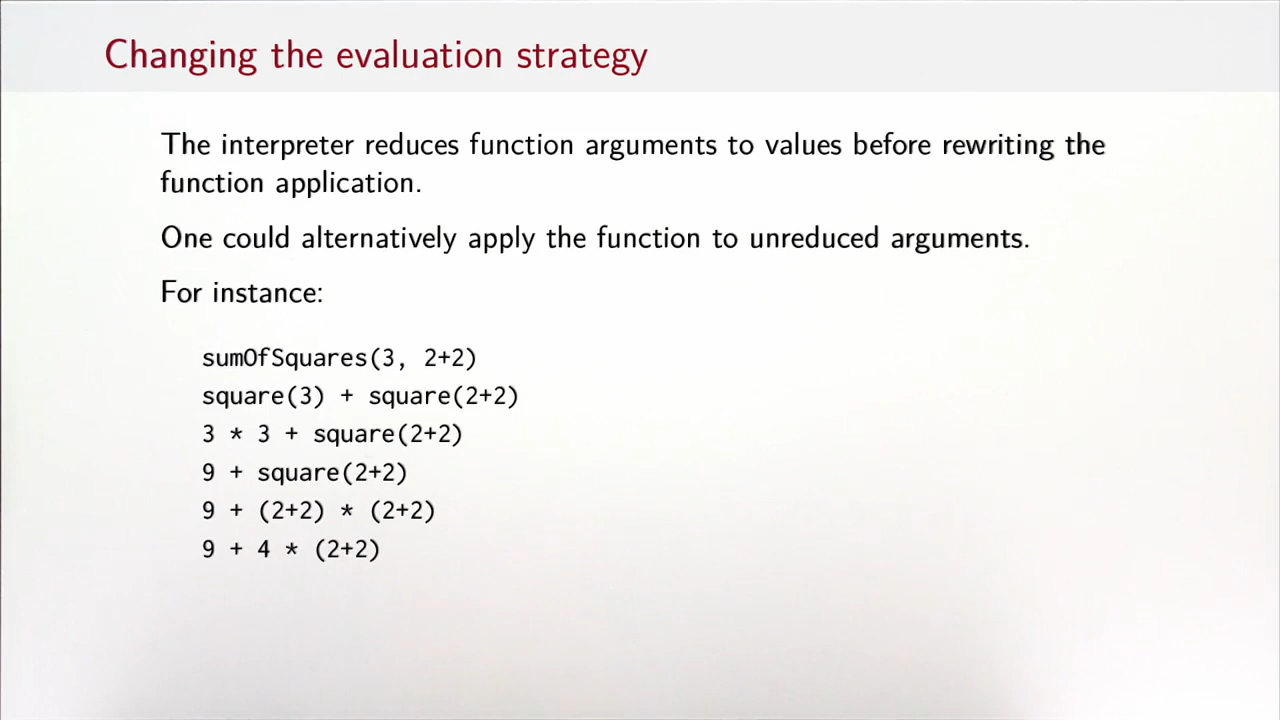 Changing the evaluation strategy
The interpreter reduces function arguments to values before rewriting the
function application.
One could alternatively apply the function to unreduced arguments.
For instance:
sumOfSquares(3, 2+2)
square(3) + square(2+2)
3 * 3 + square(2+2)
9 + square(2+2)
9 + (2+2) * (2+2)
9 + 4 * (2+2)